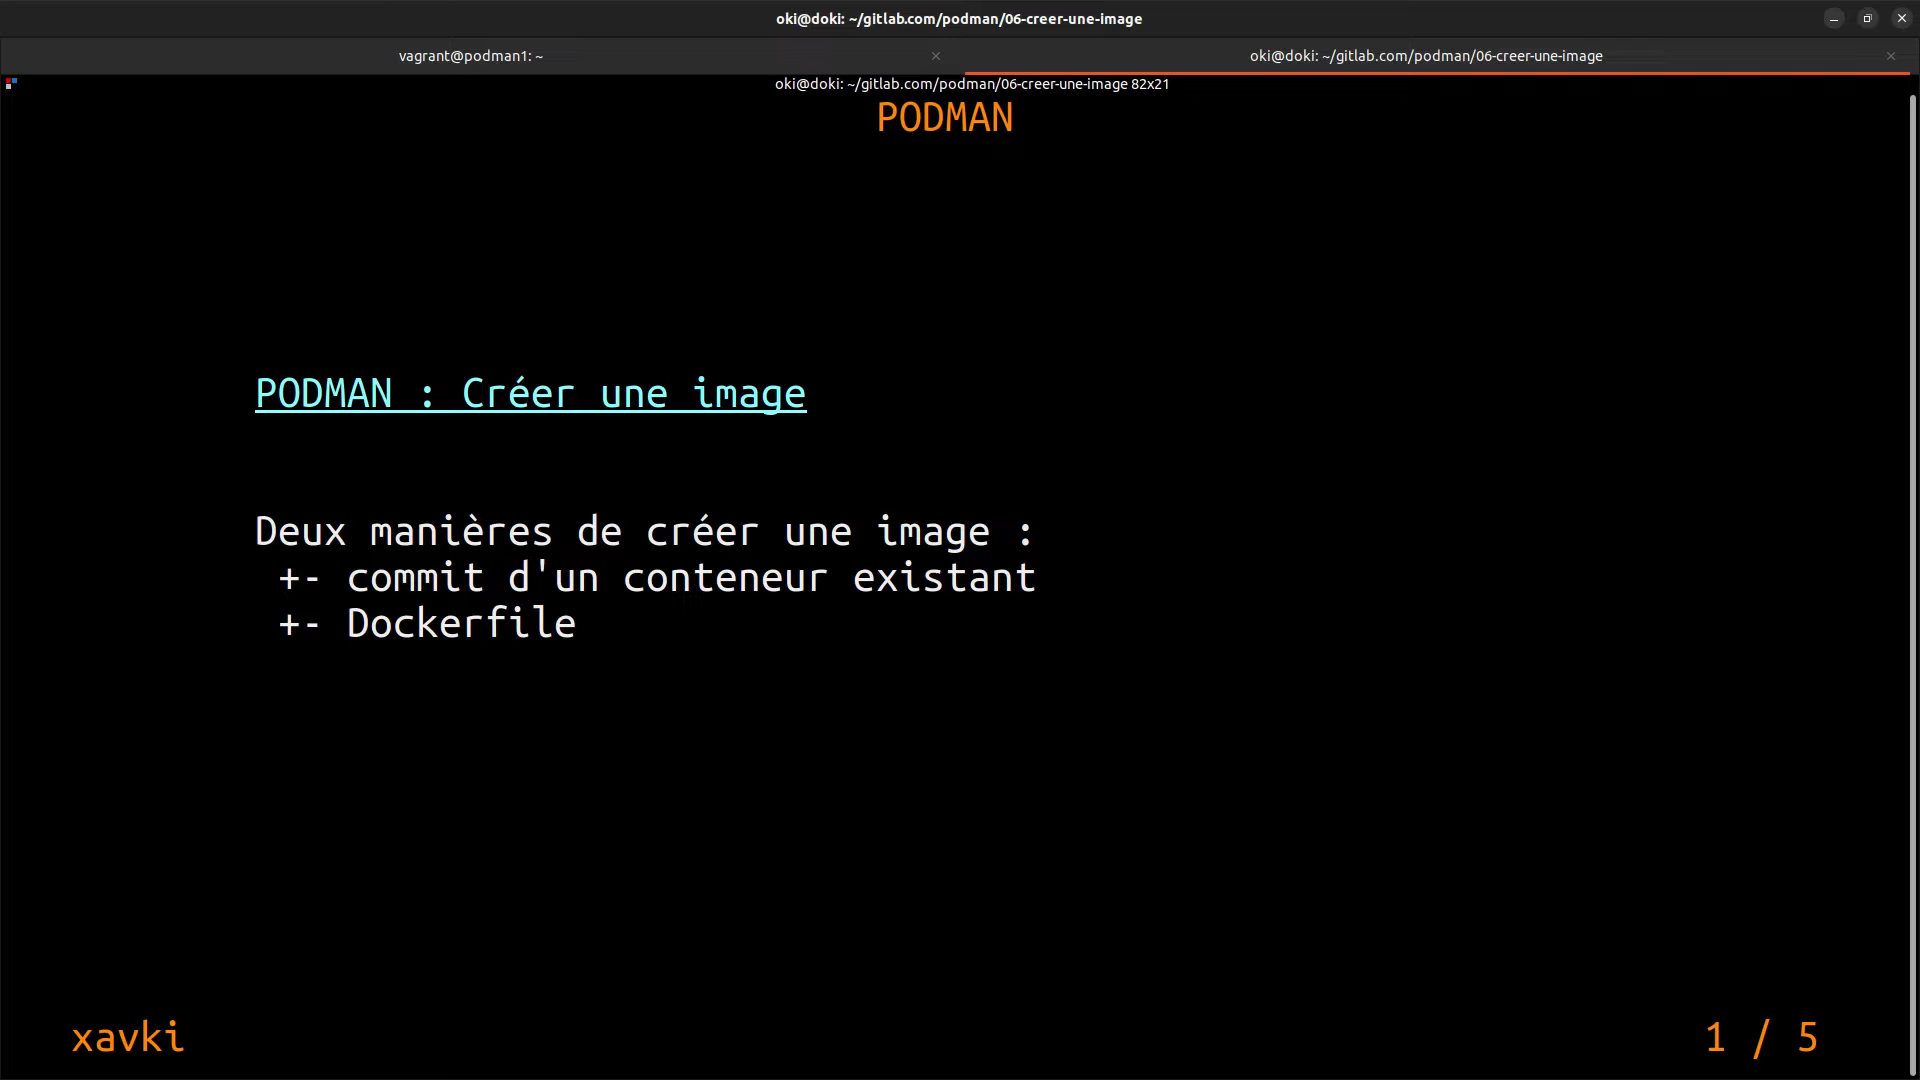 oki@doki: ~/gitlab.com/podman/06-creer-une-image
vagrant@podman1: ~
oki@doki: ~/gitlab.com/podman/06-creer-une-image
oki@doki: ~/gitlab.com/podman/06-creer-une-image 82x21
PODMAN
PODMAN : Créer une image
Deux manières de créer une image :
+- commit d'un conteneur existant
+- Dockerfile
xavki
1 / 5